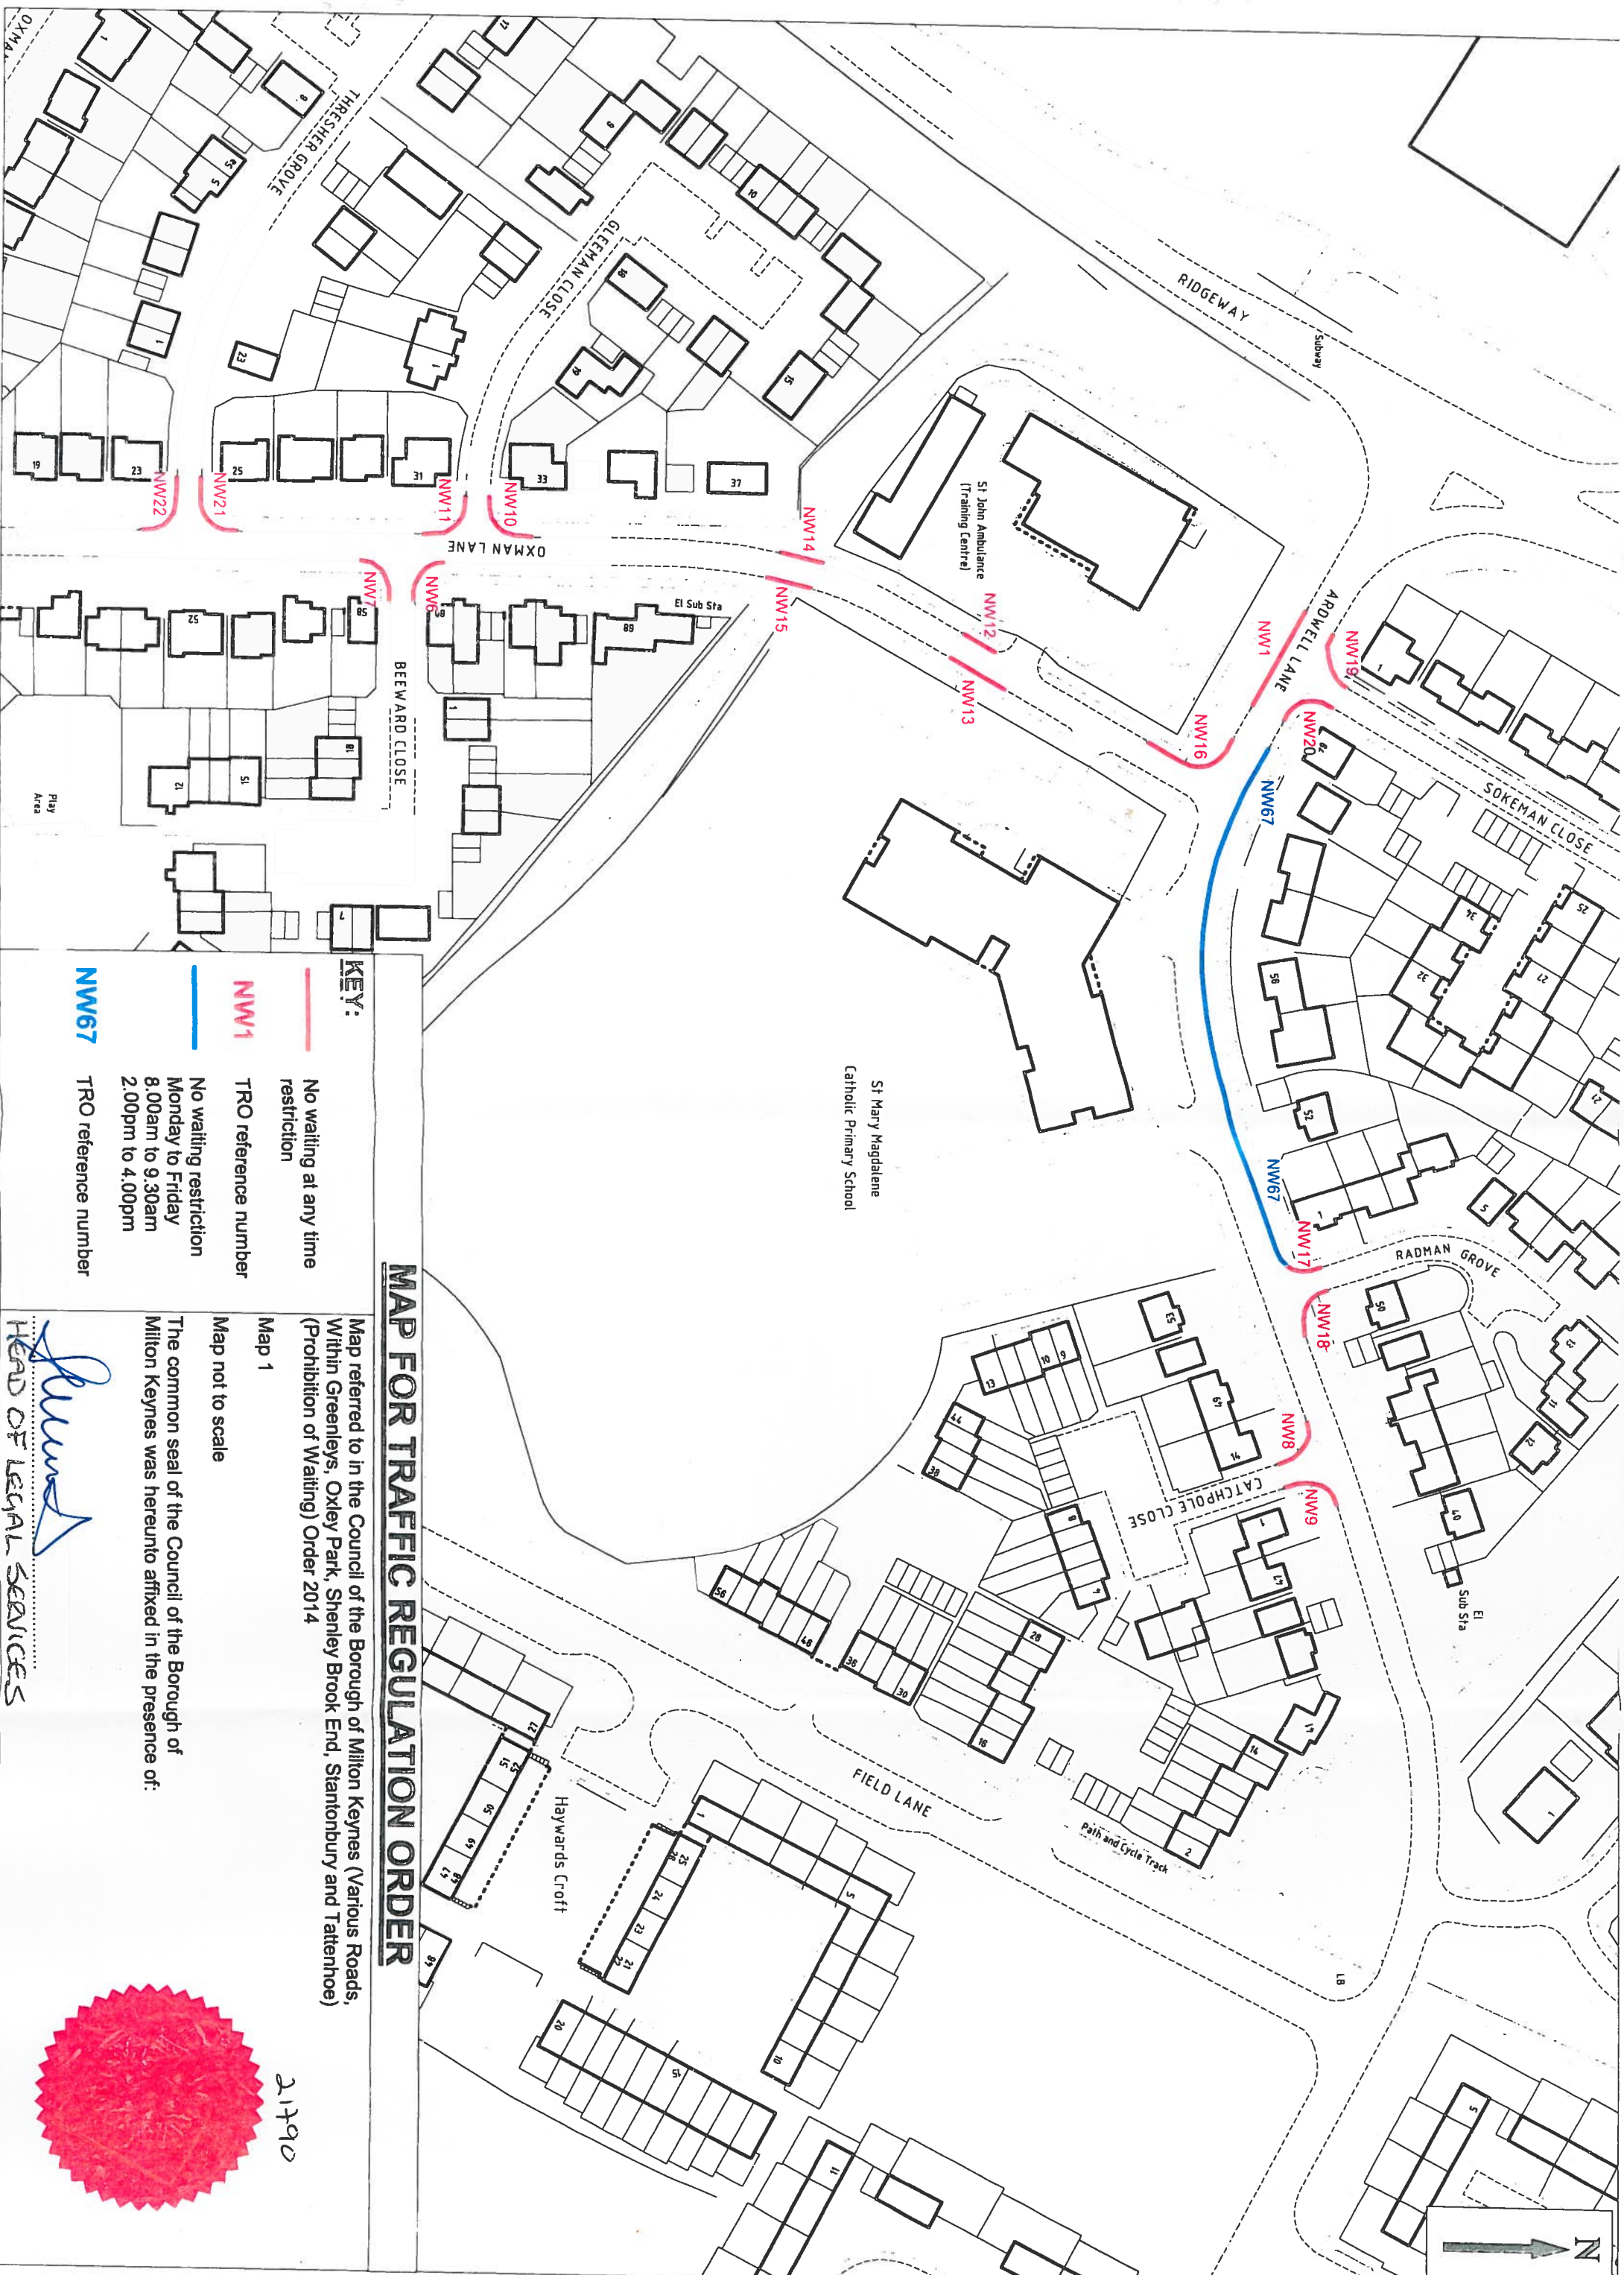 N
RIDGEWAY
Subway
ARDWELL LANE
NW19
NW1
NW20
NW16
NW67
NW67
NW17
NW18
NW8
NW9
SOKEMAN CLOSE
RADMAN GROVE
CATCHPOLE CLOSE
El
Sub Sta
LB
Path and Cycle Track
FIELD LANE
Haywards Croft
St John Ambulance
(Training Centre)
NW12
NW13
NW14
NW15
St Mary Magdalene
Catholic Primary School
GLEEMAN CLOSE
THRESHER GROVE
OXMAN LANE
NW10
NW11
NW21
NW22
NW6
NW7
El Sub Sta
BEEWARD CLOSE
Play
Area
OXMA
MAP FOR TRAFFIC REGULATION ORDER
KEY:
No waiting at any time
restriction
NW1
TRO reference number
No waiting restriction
Monday to Friday
8.00am to 9.30am
2.00pm to 4.00pm
NW67
TRO reference number
Map referred to in the Council of the Borough of Milton Keynes (Various Roads,
Within Greenleys, Oxley Park, Shenley Brook End, Stantonbury and Tattenhoe)
(Prohibition of Waiting) Order 2014
Map 1
Map not to scale
The common seal of the Council of the Borough of
Milton Keynes was hereunto affixed in the presence of:
HEAD OF LEGAL SERVICES
21790